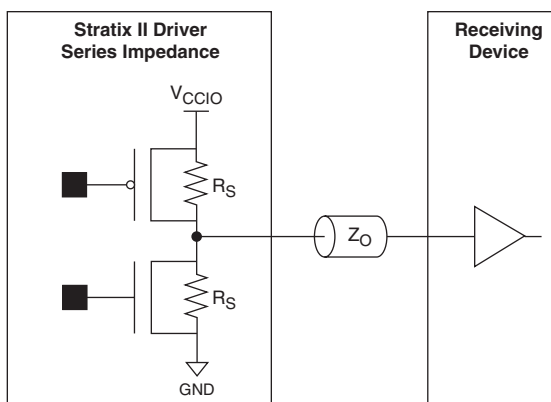 Stratix II Driver
Series Impedance
Receiving
Device
VCCIO
RS
ZO
RS
GND